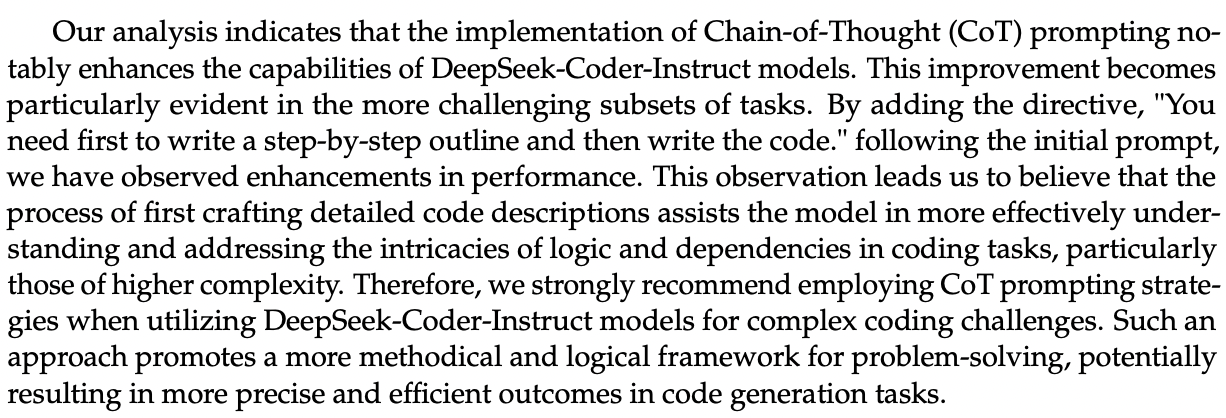 Our analysis indicates that the implementation of Chain-of-Thought (CoT) prompting no-
tably enhances the capabilities of DeepSeek-Coder-Instruct models. This improvement becomes
particularly evident in the more challenging subsets of tasks. By adding the directive, "You
need first to write a step-by-step outline and then write the code." following the initial prompt,
we have observed enhancements in performance. This observation leads us to believe that the
process of first crafting detailed code descriptions assists the model in more effectively under-
standing and addressing the intricacies of logic and dependencies in coding tasks, particularly
those of higher complexity. Therefore, we strongly recommend employing CoT prompting strate-
gies when utilizing DeepSeek-Coder-Instruct models for complex coding challenges. Such an
approach promotes a more methodical and logical framework for problem-solving, potentially
resulting in more precise and efficient outcomes in code generation tasks.